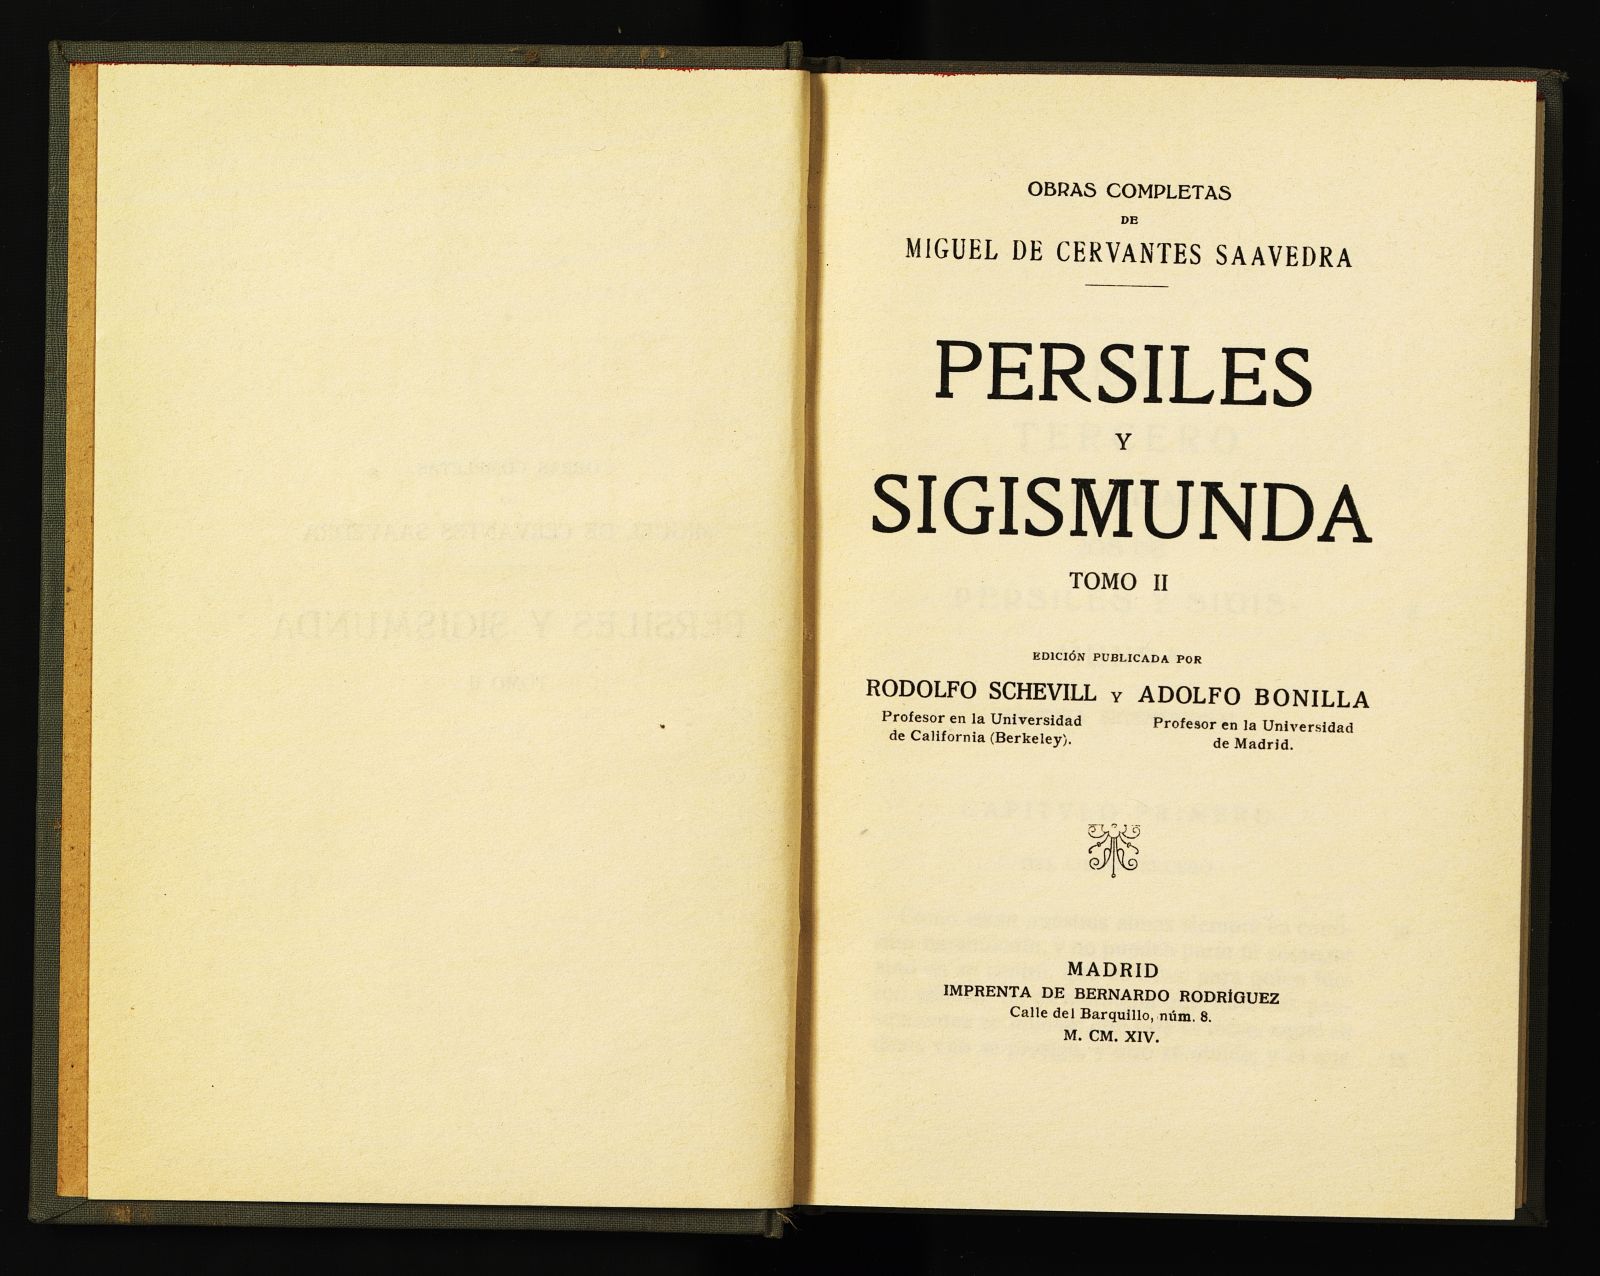 OBRAS COMPLETAS
DE
MIGUEL DE CERVANTES SAAVEDRA
PERSILES
Y
SIGISMUNDA
TOMO II
EDICIÓN PUBLICADA POR
RODOLFO SCHEVILL Y ADOLFO BONILLA
Profesor en la Universidad
de California (Berkeley).
Profesor en la Universidad
de Madrid.
MADRID
IMPRENTA DE BERNARDO RODRÍGUEZ
Calle del Barquillo, núm. 8.
M. CM. XIV.